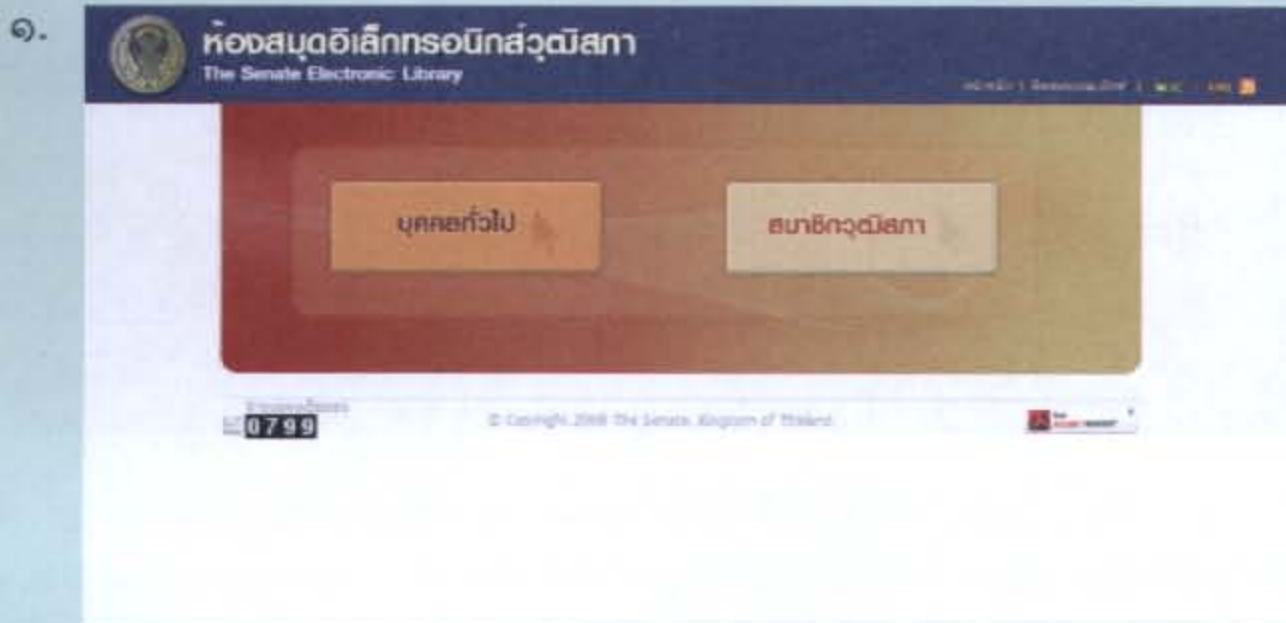 ๑.
ห้องสมุดอิเล็กทรอนิกส์วุฒิสภา
The Senate Electronic Library
บุคคลทั่วไป
สมาชิกวุฒิสภา
0799
© Copyright 2008 The Senate, Kingdom of Thailand.